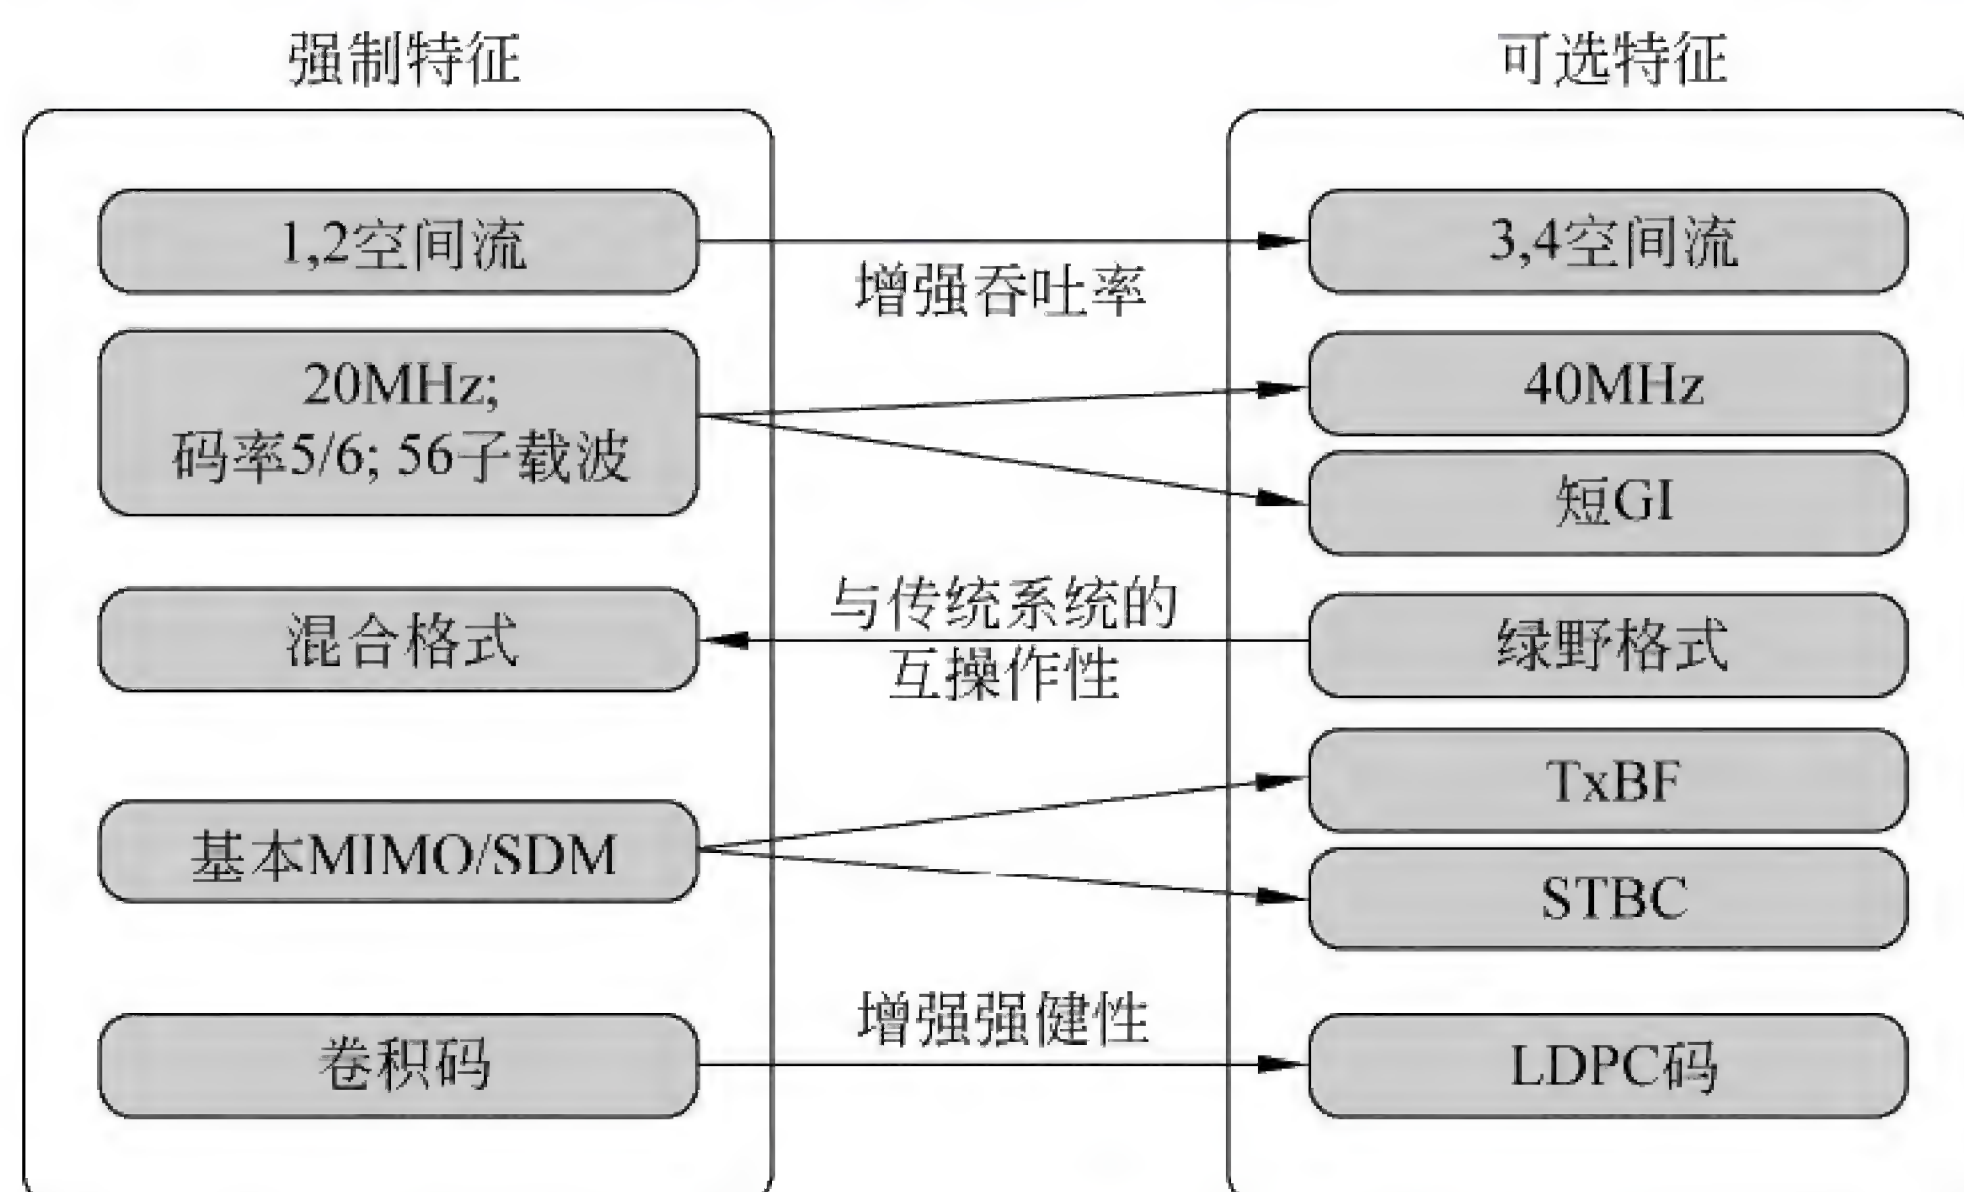 强制特征
可选特征
1,2空间流
增强吞吐率
3,4空间流
20MHz;
码率5/6; 56子载波
40MHz
短GI
混合格式
与传统系统的
互操作性
绿野格式
基本MIMO/SDM
TxBF
STBC
卷积码
增强强健性
LDPC码